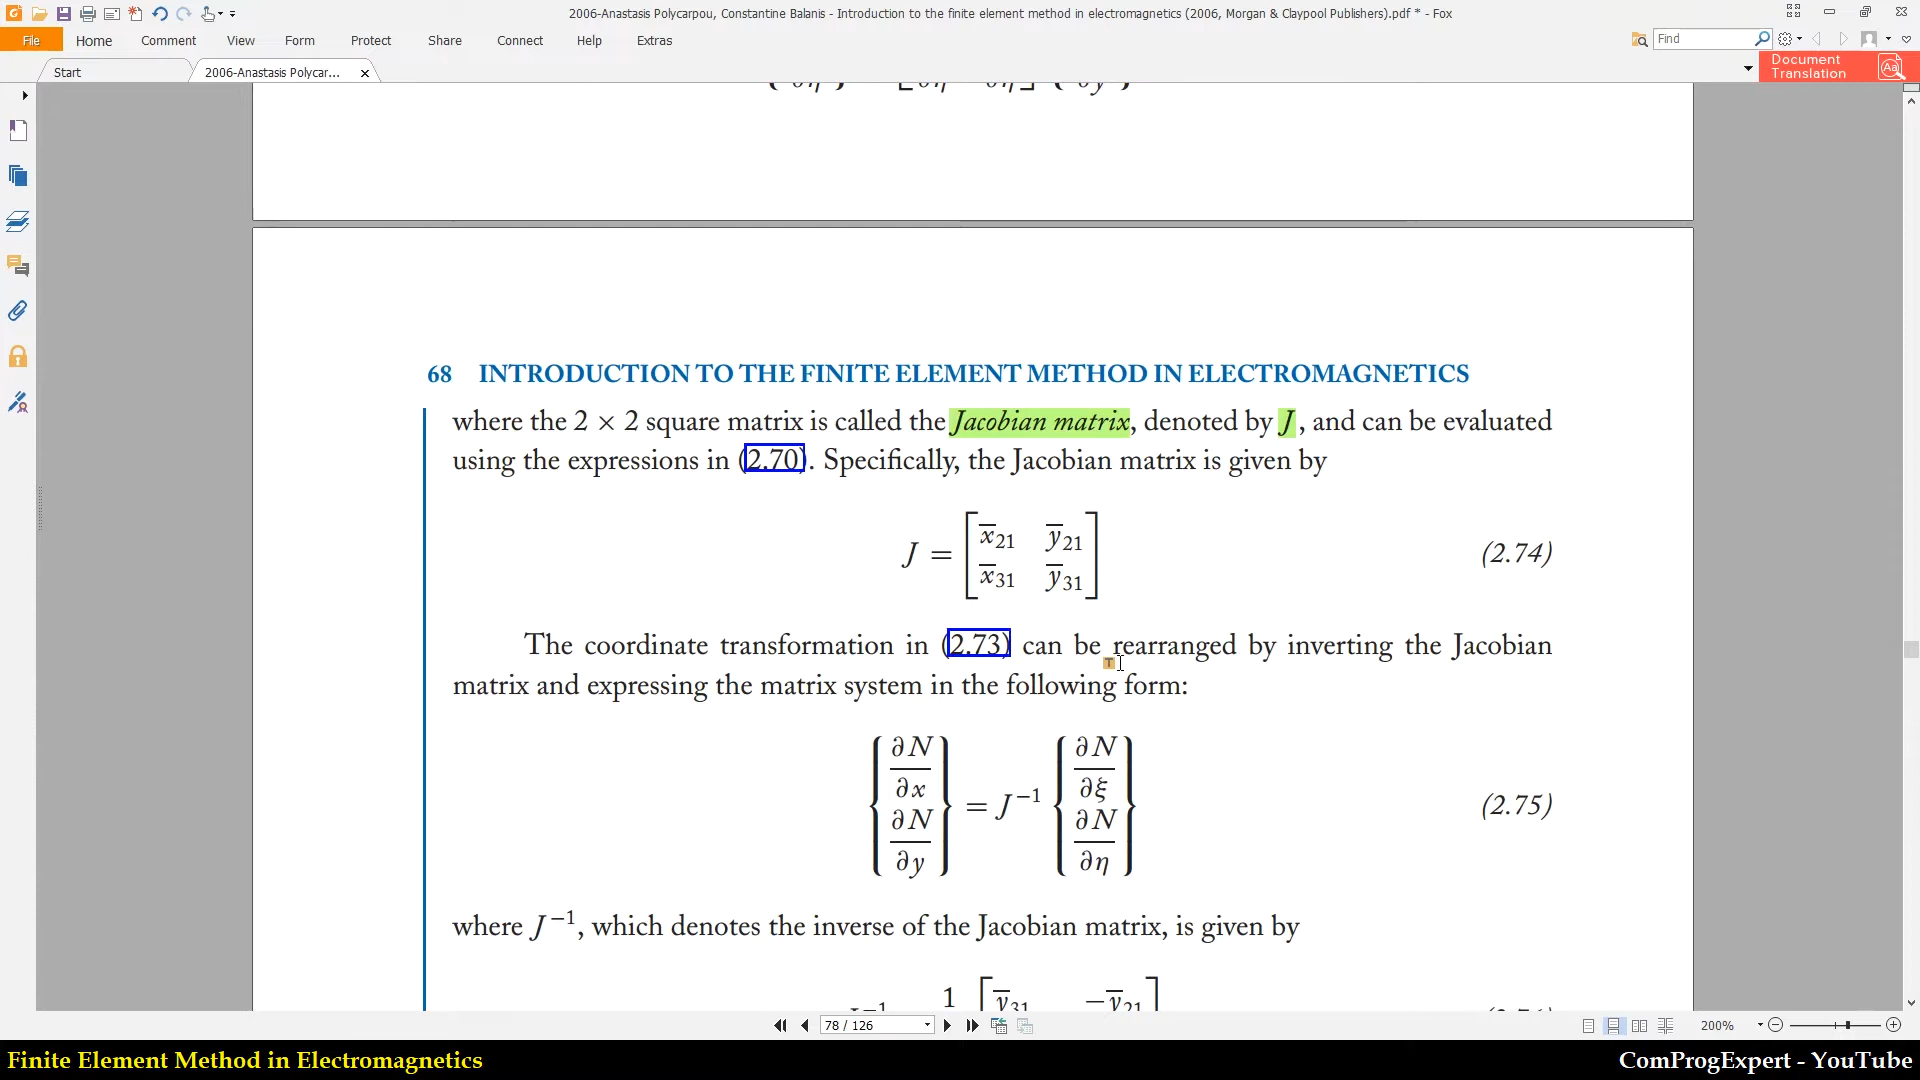 2006-Anastasis Polycarpou, Constantine Balanis - Introduction to the finite element method in electromagnetics (2006, Morgan & Claypool Publishers).pdf * - Fox
File Home Comment View Form Protect Share Connect Help Extras Find
Start 2006-Anastasis Polycar... Document Translation
68 INTRODUCTION TO THE FINITE ELEMENT METHOD IN ELECTROMAGNETICS
where the 2 × 2 square matrix is called the Jacobian matrix, denoted by J, and can be evaluated
using the expressions in (2.70). Specifically, the Jacobian matrix is given by
J = [x̅21 y̅21
x̅31 y̅31] (2.74)
The coordinate transformation in (2.73) can be rearranged by inverting the Jacobian
matrix and expressing the matrix system in the following form:
{∂N/∂x
∂N/∂y} = J⁻¹ {∂N/∂ξ
∂N/∂η} (2.75)
where J⁻¹, which denotes the inverse of the Jacobian matrix, is given by
1 [y̅31 −y̅21]
78 / 126 200%
Finite Element Method in Electromagnetics ComProgExpert - YouTube